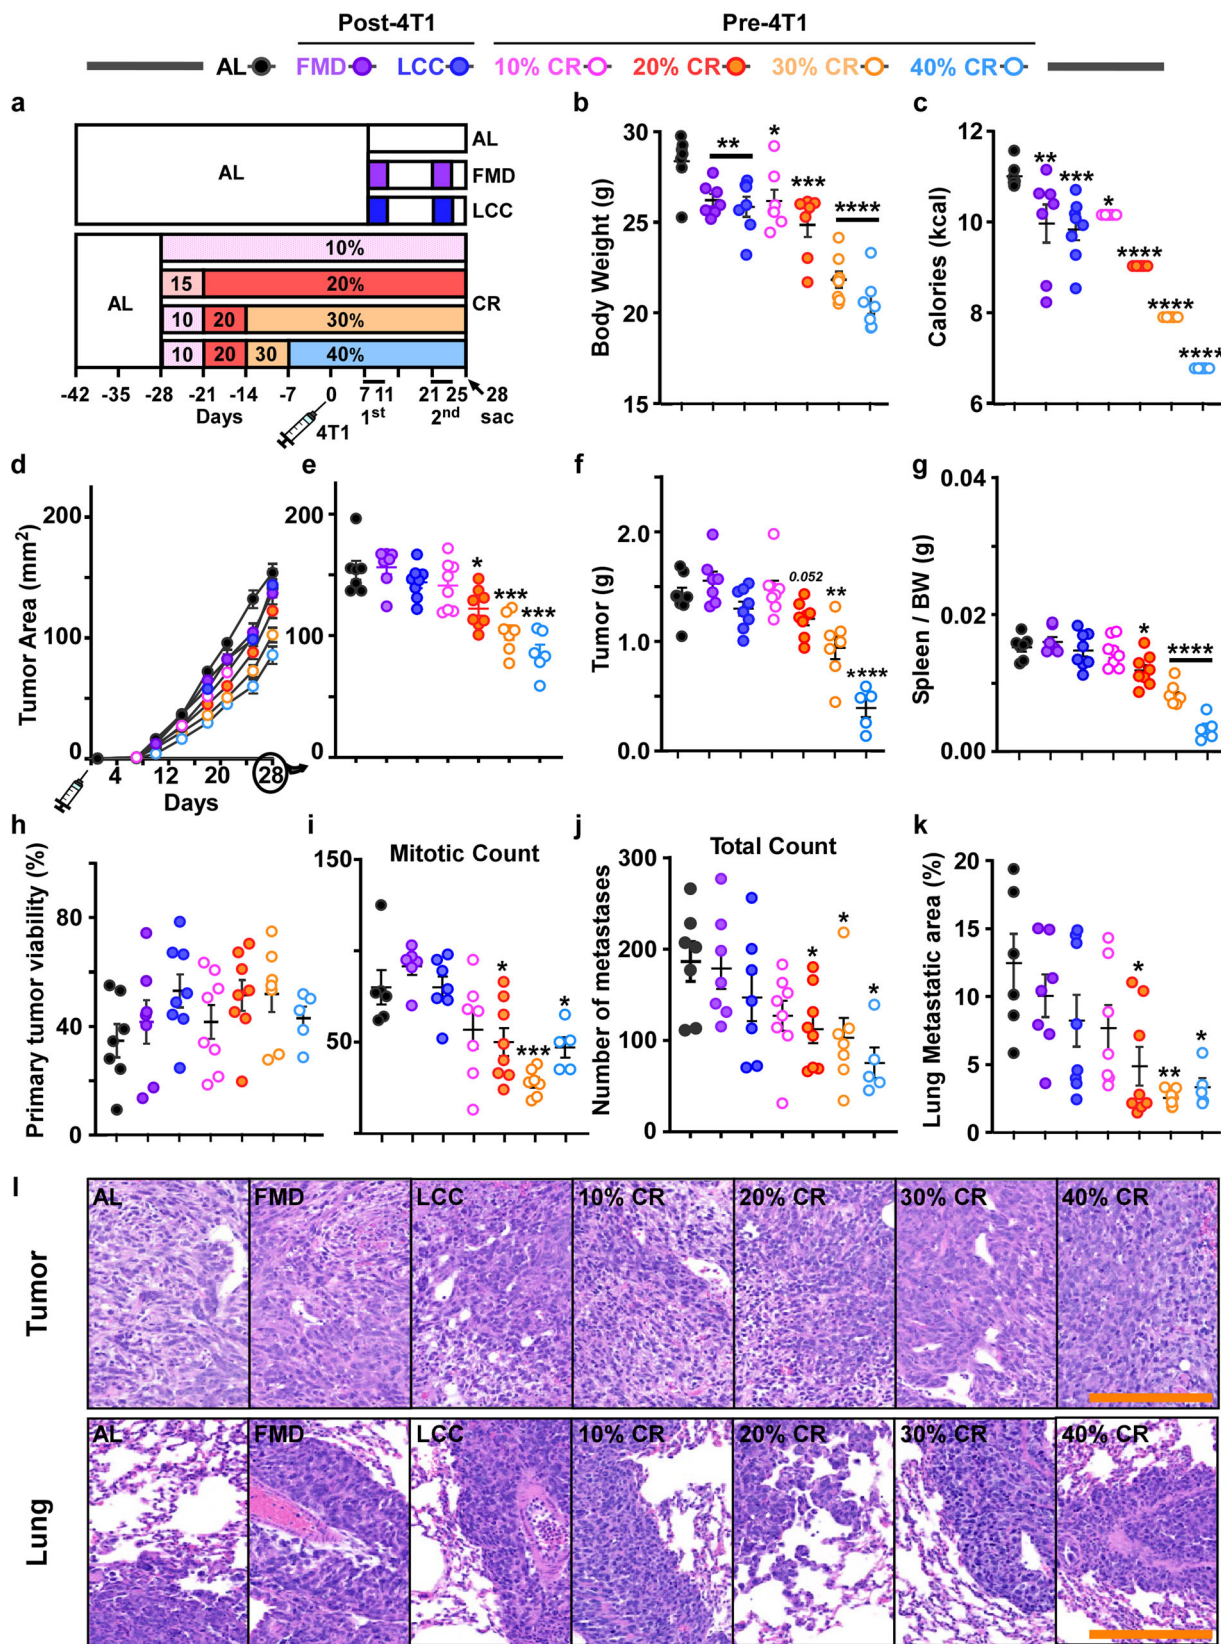 Post-4T1 Pre-4T1
AL FMD LCC 10% CR 20% CR 30% CR 40% CR
a
AL
AL
FMD
LCC
AL
10%
15 20%
10 20 30%
10 20 30 40%
CR
-42 -35 -28 -21 -14 -7 0 7 11 21 25 28
Days 1st 2nd sac
4T1
b
Body Weight (g)
30
25
20
15
** * *** ****
c
Calories (kcal)
12
10
8
6
** *** * **** **** ****
d
Tumor Area (mm2)
200
100
0
4 12 20 28
Days
e
200
100
0
* *** ***
f
Tumor (g)
2.0
1.0
0.0
0.052 ** ****
g
Spleen / BW (g)
0.04
0.02
0.00
* ****
h
Primary tumor viability (%)
80
40
0
i
Mitotic Count
150
50
* *** *
j
Total Count
Number of metastases
300
200
100
0
* * *
k
Lung Metastatic area (%)
20
15
10
5
0
* ** *
l
Tumor
AL FMD LCC 10% CR 20% CR 30% CR 40% CR
Lung
AL FMD LCC 10% CR 20% CR 30% CR 40% CR